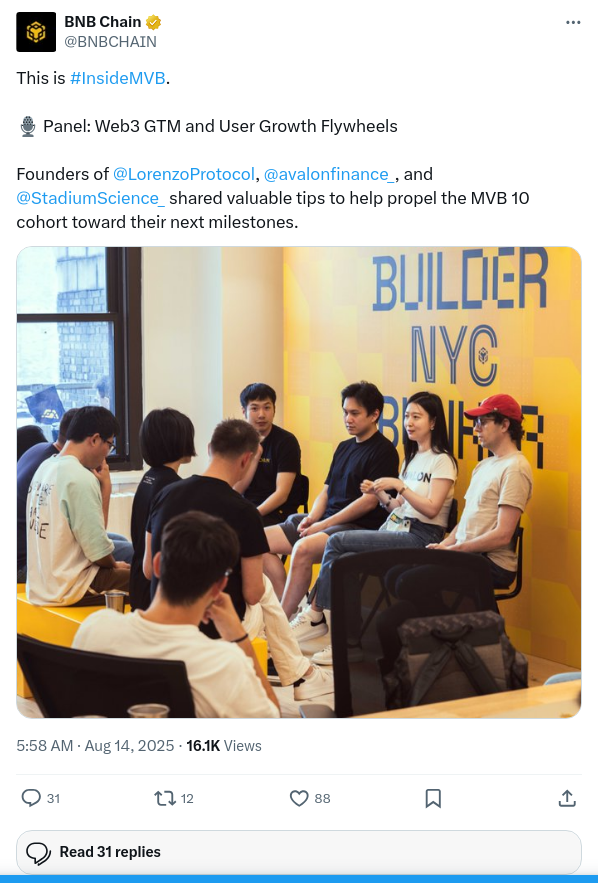 BNB Chain
@BNBCHAIN
This is #InsideMVB.
Panel: Web3 GTM and User Growth Flywheels
Founders of @LorenzoProtocol, @avalonfinance_, and
@StadiumScience_ shared valuable tips to help propel the MVB 10
cohort toward their next milestones.
BUILDER
NYC
5:58 AM · Aug 14, 2025 · 16.1K Views
31
12
88
Read 31 replies